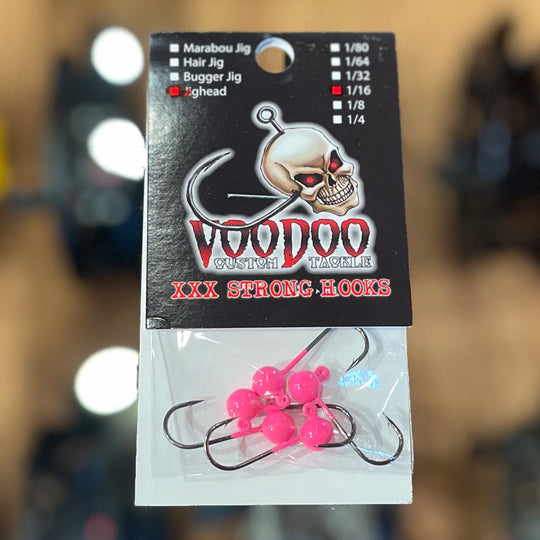 Marabou Jig
Hair Jig
Bugger Jig
Jighead
1/80
1/64
1/32
1/16
1/8
1/4
VOODOO
CUSTOM TACKLE
XXX STRONG HOOKS